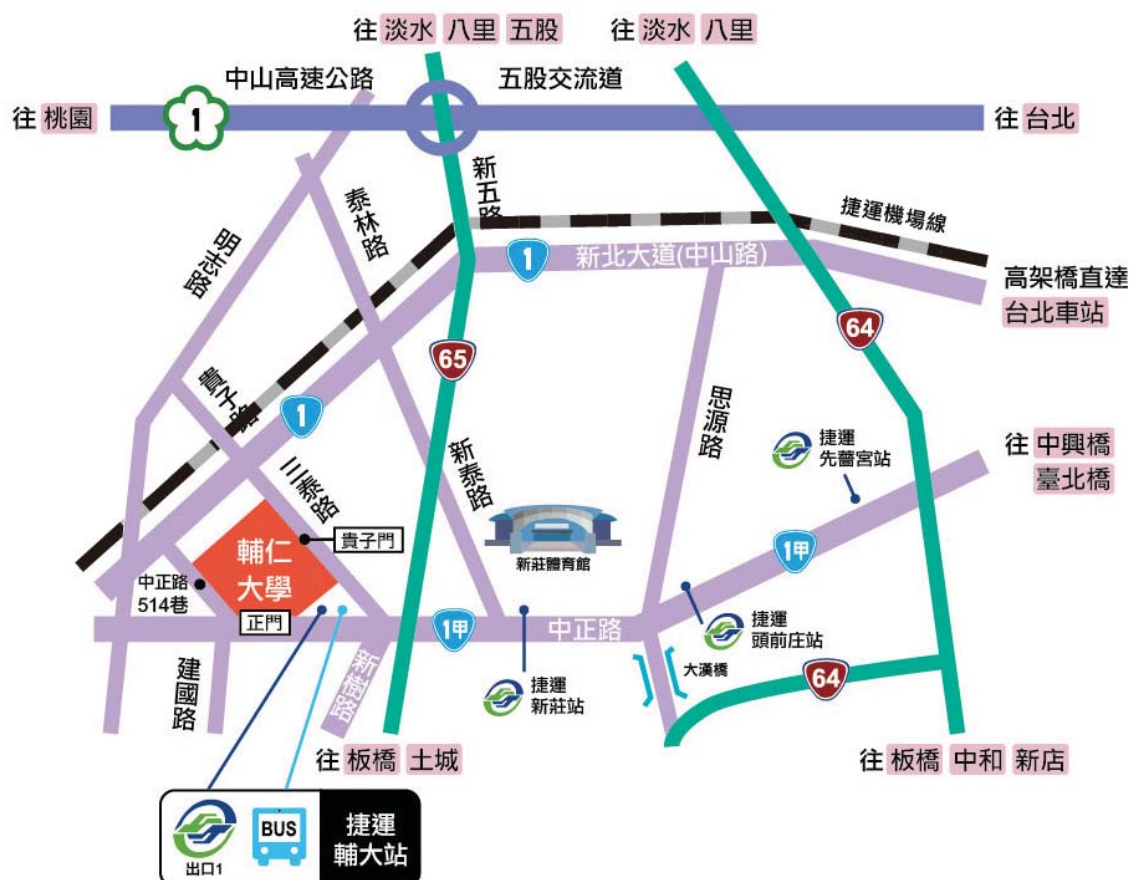 往 淡水 八里 五股
往 淡水 八里
中山高速公路
五股交流道
往 桃園
1
往 台北
新五路
泰林路
明志路
捷運機場線
1
新北大道(中山路)
高架橋直達
台北車站
65
64
貴子路
1
思源路
捷運
先嗇宮站
往 中興橋
臺北橋
新泰路
三泰路
新莊體育館
1甲
輔仁
大學
貴子門
中正路
514巷
正門
1甲
中正路
捷運
頭前庄站
建國路
新樹路
捷運
新莊站
大漢橋
64
往 板橋 土城
往 板橋 中和 新店
出口1
BUS
捷運
輔大站